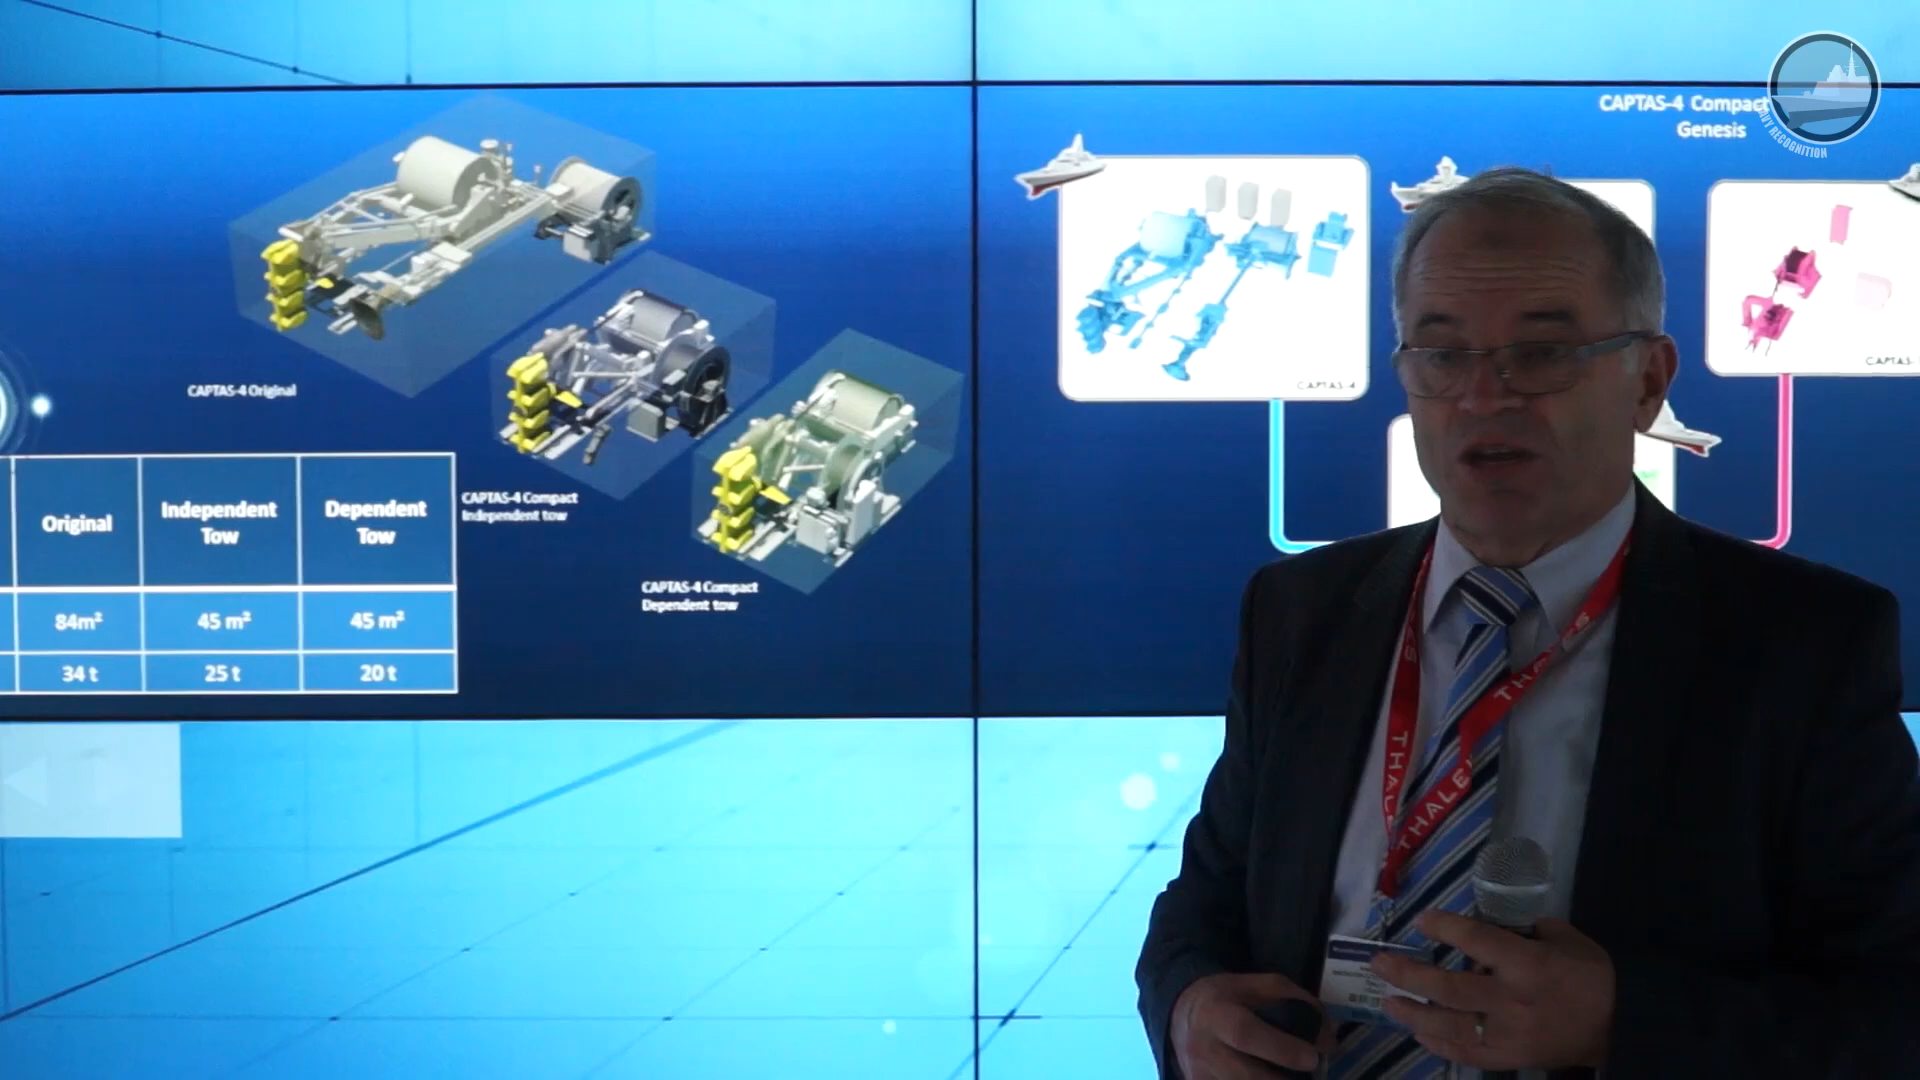 CAPTAS-4 Compact
Genesis
NAVY RECOGNITION
CAPTAS-4 Original
CAPTAS-4
CAPTAS-
CAPTAS-4 Compact
Independent tow
CAPTAS-4 Compact
Dependent tow
Original
Independent
Tow
Dependent
Tow
84m²
45 m²
45 m²
34 t
25 t
20 t
THALES
THALES